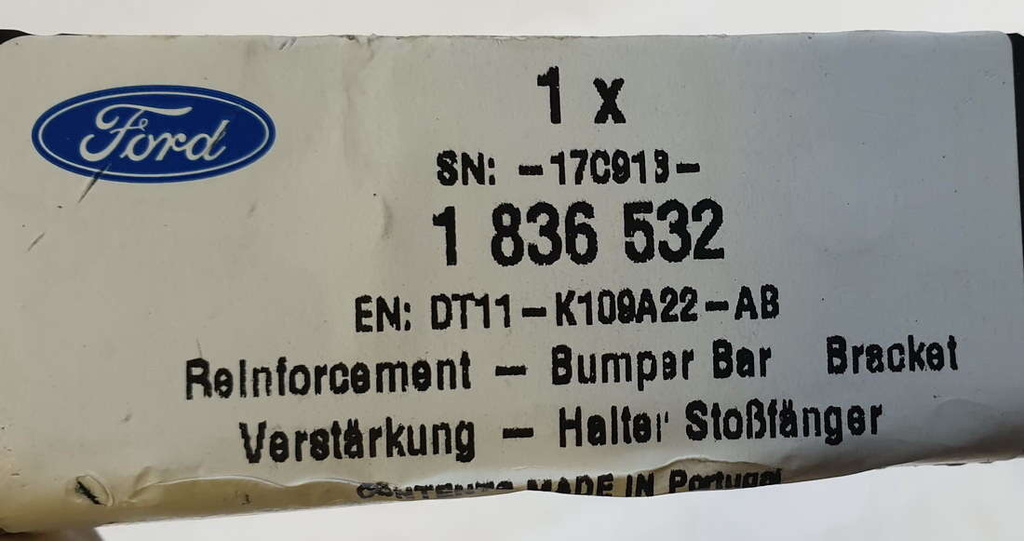 Ford
1 x
SN: -17C913-
1 836 532
EN: DT11-K109A22-AB
Reinforcement - Bumper Bar Bracket
Verstärkung - Halter Stoßfänger
CONTENTS MADE IN Portugal